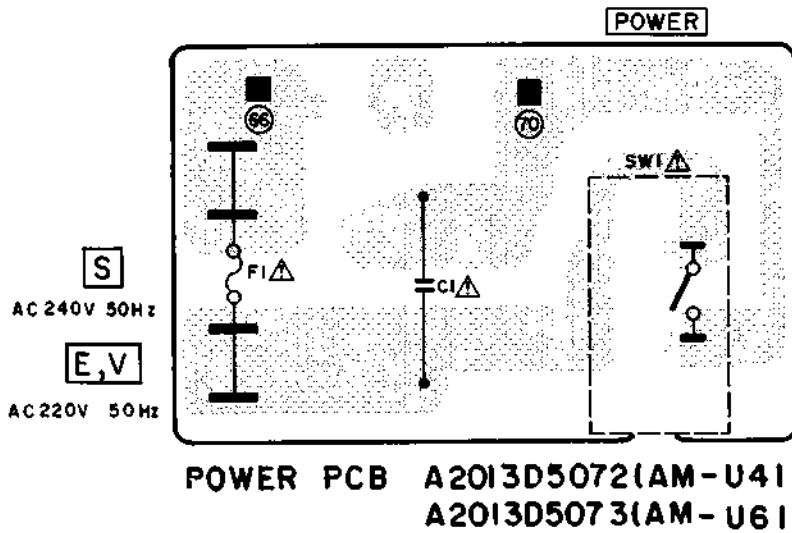 POWER
66
70
SW1⚠
S
F1⚠
C1⚠
AC 240V 50Hz
E,V
AC220V 50Hz
POWER PCB A2013D5072(AM-U41
A2013D5073(AM-U61